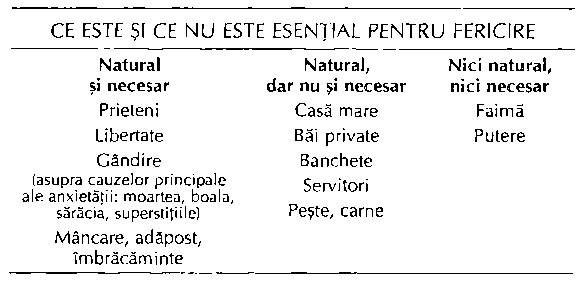 CE ESTE ȘI CE NU ESTE ESENȚIAL PENTRU FERICIRE
Natural
și necesar
Prieteni
Libertate
Gândire
(asupra cauzelor principale
ale anxietății: moartea, boala,
sărăcia, superstițiile)
Mâncare, adăpost,
îmbrăcăminte
Natural,
dar nu și necesar
Casă mare
Băi private
Banchete
Servitori
Pește, carne
Nici natural,
nici necesar
Faimă
Putere